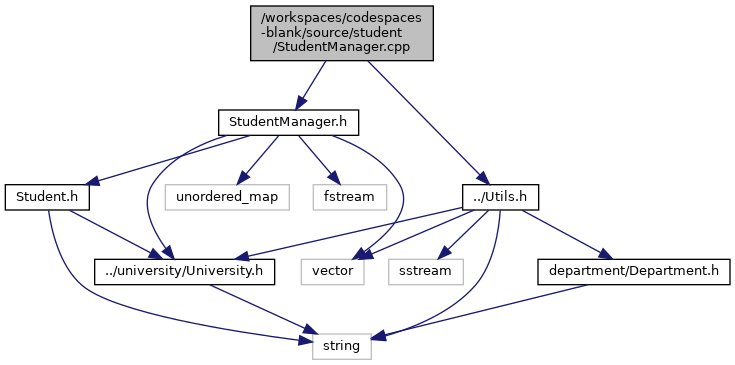 /workspaces/codespaces
-blank/source/student
/StudentManager.cpp
StudentManager.h
Student.h
unordered_map
fstream
../Utils.h
../university/University.h
vector
sstream
department/Department.h
string